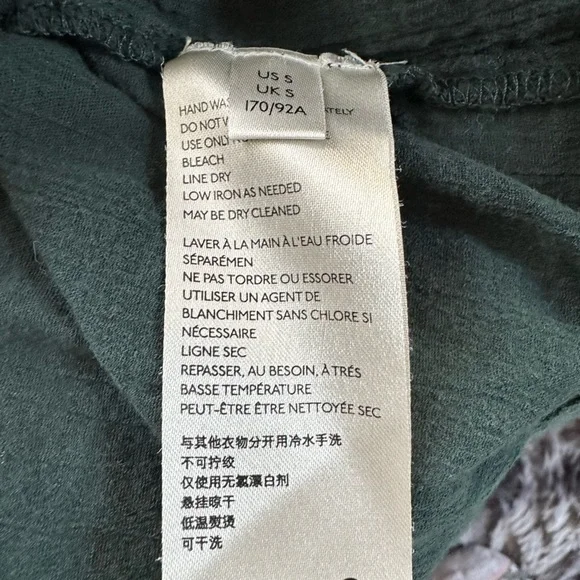 US S
UK S
170/92A
HAND WAS
ATELY
DO NOT W
USE ONLY
BLEACH
LINE DRY
LOW IRON AS NEEDED
MAY BE DRY CLEANED
LAVER À LA MAIN À L'EAU FROIDE
SÉPARÉMEN
NE PAS TORDRE OU ESSORER
UTILISER UN AGENT DE
BLANCHIMENT SANS CHLORE SI
NÉCESSAIRE
LIGNE SEC
REPASSER, AU BESOIN, À TRÉS
BASSE TEMPÉRATURE
PEUT-ÊTRE ÊTRE NETTOYÉE SEC
与其他衣物分开用冷水手洗
不可拧绞
仅使用无氯漂白剂
悬挂晾干
低温熨烫
可干洗